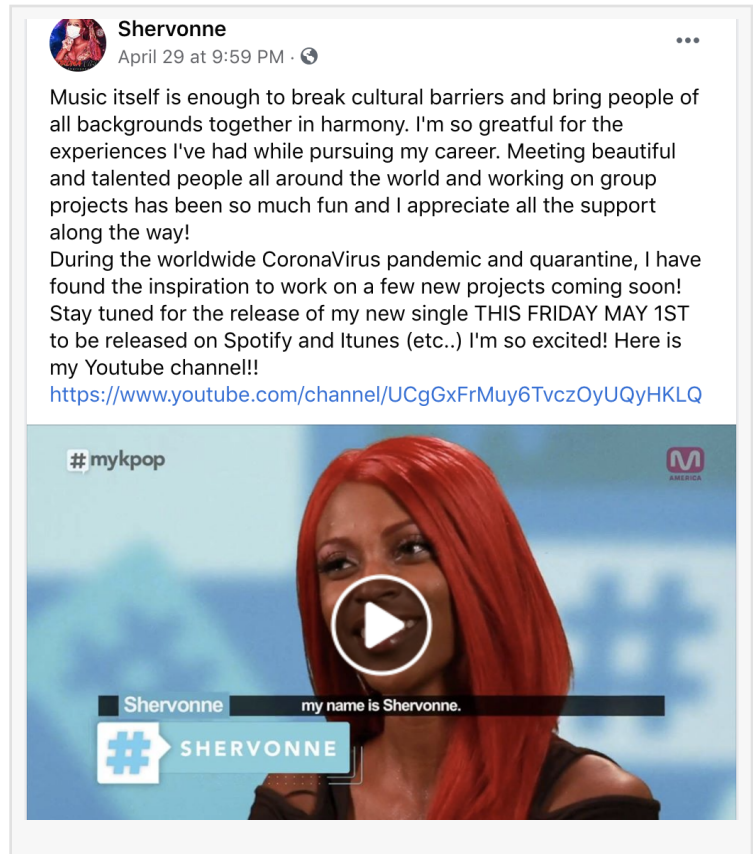 Shervonne
April 29 at 9:59 PM ·
Music itself is enough to break cultural barriers and bring people of
all backgrounds together in harmony. I'm so greatful for the
experiences I've had while pursuing my career. Meeting beautiful
and talented people all around the world and working on group
projects has been so much fun and I appreciate all the support
along the way!
During the worldwide CoronaVirus pandemic and quarantine, I have
found the inspiration to work on a few new projects coming soon!
Stay tuned for the release of my new single THIS FRIDAY MAY 1ST
to be released on Spotify and Itunes (etc..) I'm so excited! Here is
my Youtube channel!!
https://www.youtube.com/channel/UCgGxFrMuy6TvczOyUQyHKLQ
#mykpop
M
AMERICA
Shervonne my name is Shervonne.
# SHERVONNE